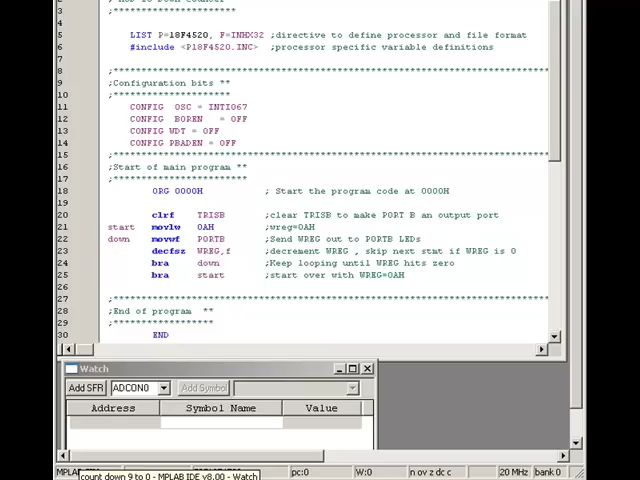 3 ;******************
4
5 LIST P=18F4520, F=INHX32 ;directive to define processor and file format
6 #include <P18F4520.INC> ;processor specific variable definitions
7
8 ;******************************************************************
9 ;Configuration bits **
10 ;*********************
11 CONFIG OSC = INTIO67
12 CONFIG BOREN = OFF
13 CONFIG WDT = OFF
14 CONFIG PBADEN = OFF
15 ;******************************************************************
16 ;Start of main program **
17 ;************************
18 ORG 0000H ; Start the program code at 0000H
19
20 clrf TRISB ;clear TRISB to make PORT B an output port
21 start movlw 0AH ;wreg=0AH
22 down movwf PORTB ;Send WREG out to PORTB LEDs
23 decfsz WREG,f ;decrement WREG , skip next stmt if WREG is 0
24 bra down ;Keep looping until WREG hits zero
25 bra start ;start over with WREG=0AH
26
27 ;******************************************************************
28 ;End of program **
29 ;*****************
30 END
Watch
Add SFR ADCON0 Add Symbol
Address Symbol Name Value
pc:0 W:0 n ov z dc c 20 MHz bank 0
count down 9 to 0 - MPLAB IDE v8.00 - Watch